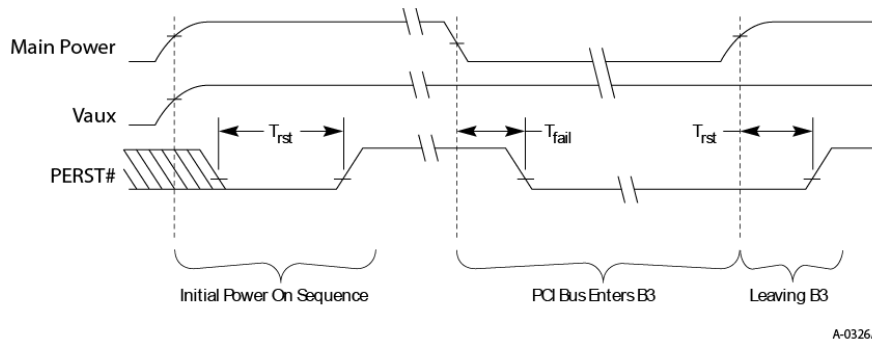 Main Power
Vaux
Trst
Tfail
Trst
PERST#
Initial Power On Sequence
PCI Bus Enters B3
Leaving B3
A-0326